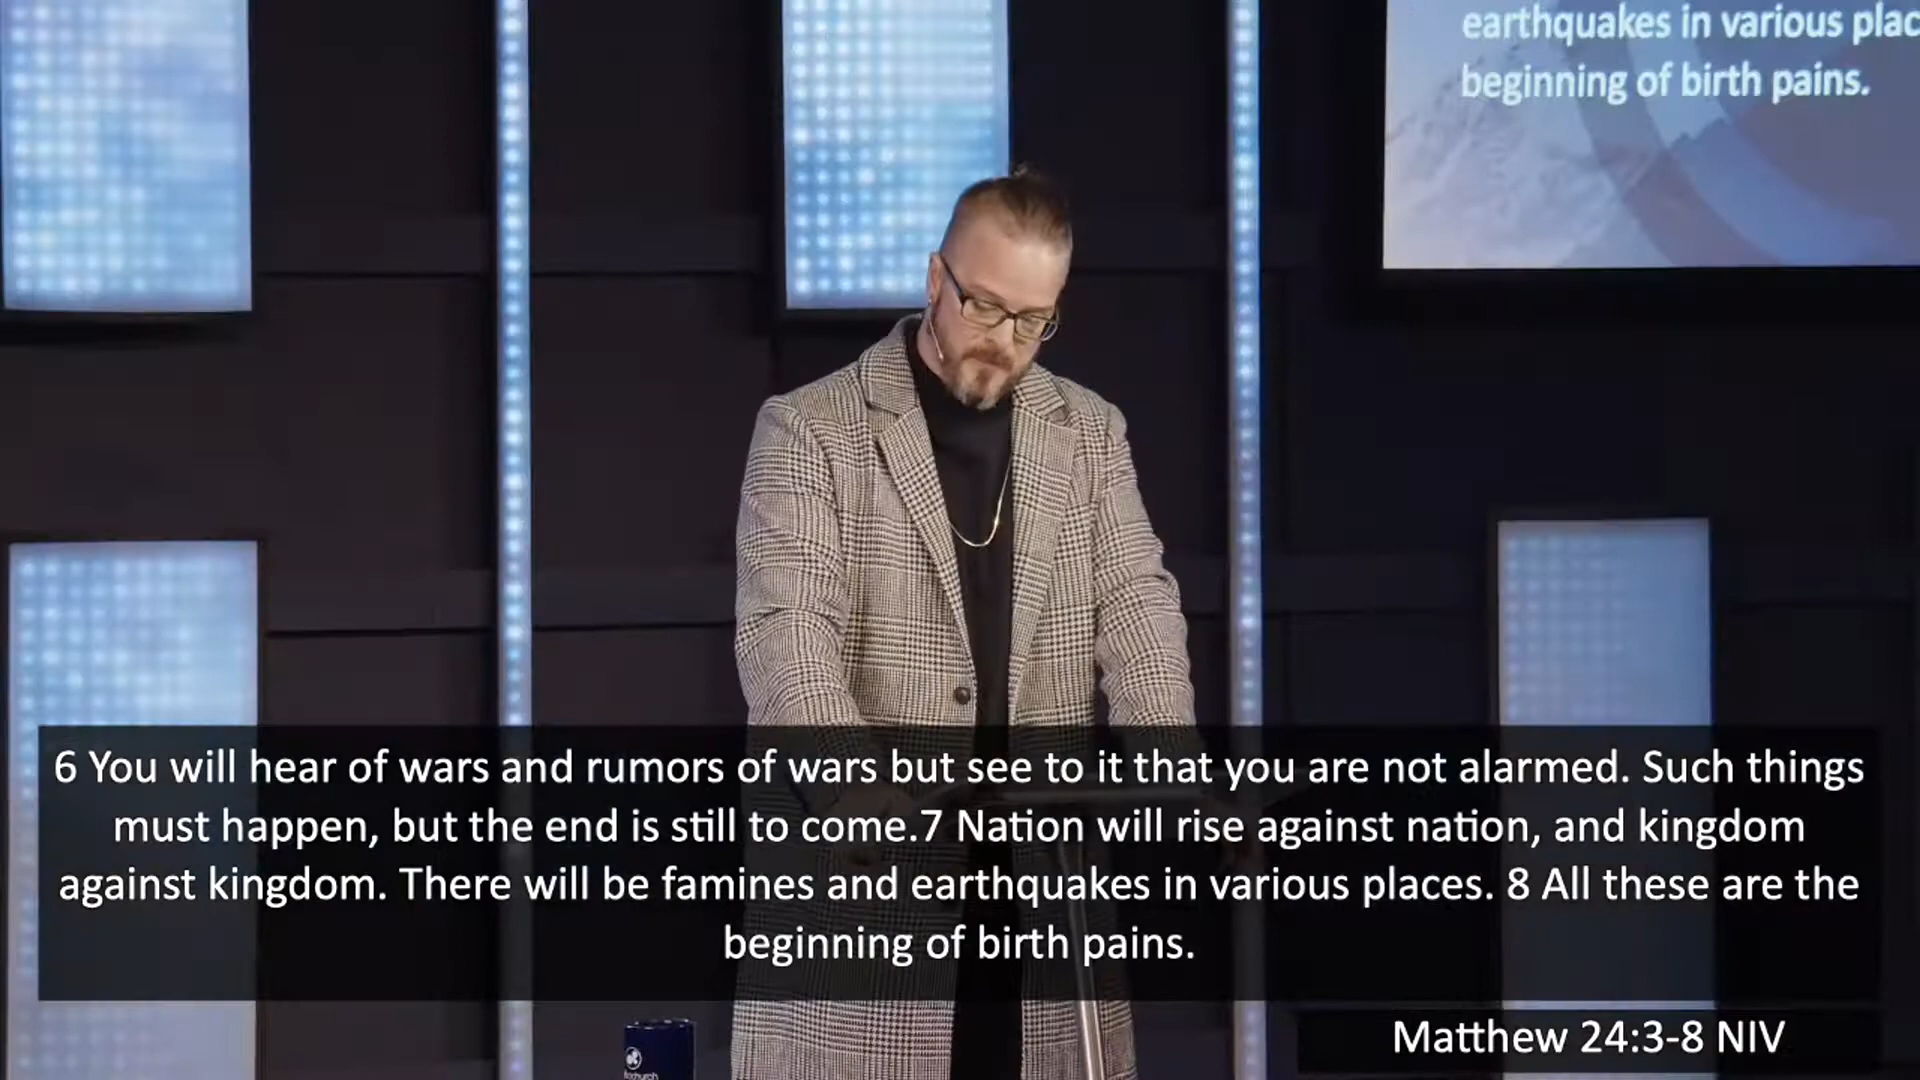 earthquakes in various
beginning of birth pains.
6 You will hear of wars and rumors of wars but see to it that you are not alarmed. Such things
must happen, but the end is still to come.7 Nation will rise against nation, and kingdom
against kingdom. There will be famines and earthquakes in various places. 8 All these are the
beginning of birth pains.
Matthew 24:3-8 NIV